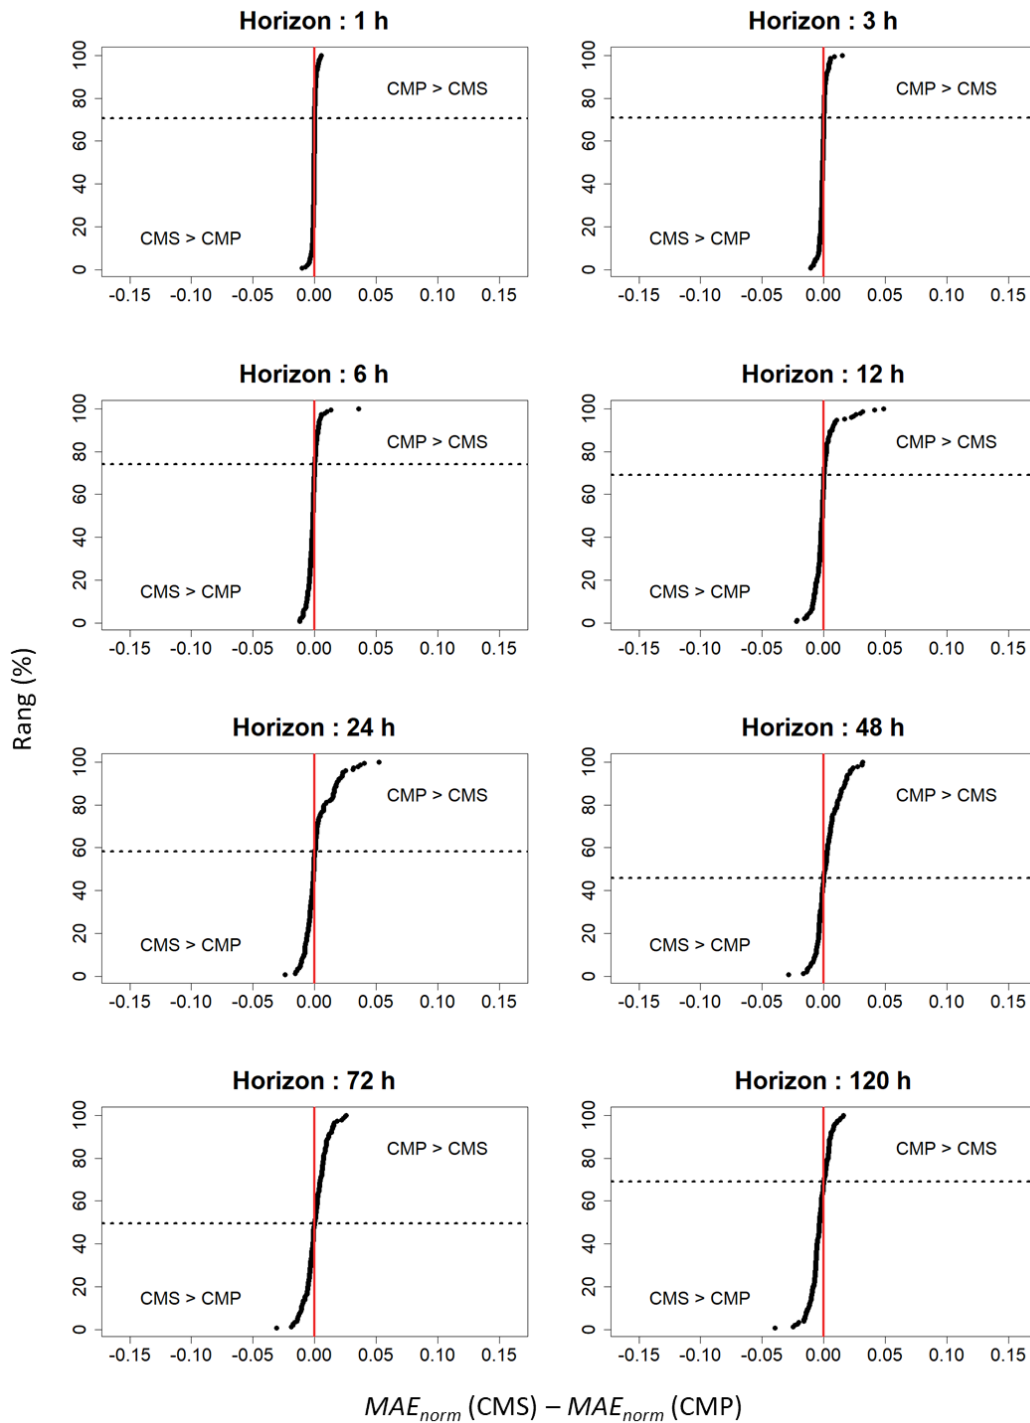 Horizon : 1 h
100
80
60
40
20
0
CMP > CMS
CMS > CMP
-0.15 -0.10 -0.05 0.00 0.05 0.10 0.15
Horizon : 3 h
100
80
60
40
20
0
CMP > CMS
CMS > CMP
-0.15 -0.10 -0.05 0.00 0.05 0.10 0.15
Horizon : 6 h
100
80
60
40
20
0
CMP > CMS
CMS > CMP
-0.15 -0.10 -0.05 0.00 0.05 0.10 0.15
Horizon : 12 h
100
80
60
40
20
0
CMP > CMS
CMS > CMP
-0.15 -0.10 -0.05 0.00 0.05 0.10 0.15
Rang (%)
Horizon : 24 h
100
80
60
40
20
0
CMP > CMS
CMS > CMP
-0.15 -0.10 -0.05 0.00 0.05 0.10 0.15
Horizon : 48 h
100
80
60
40
20
0
CMP > CMS
CMS > CMP
-0.15 -0.10 -0.05 0.00 0.05 0.10 0.15
Horizon : 72 h
100
80
60
40
20
0
CMP > CMS
CMS > CMP
-0.15 -0.10 -0.05 0.00 0.05 0.10 0.15
Horizon : 120 h
100
80
60
40
20
0
CMP > CMS
CMS > CMP
-0.15 -0.10 -0.05 0.00 0.05 0.10 0.15
MAEnorm (CMS) – MAEnorm (CMP)